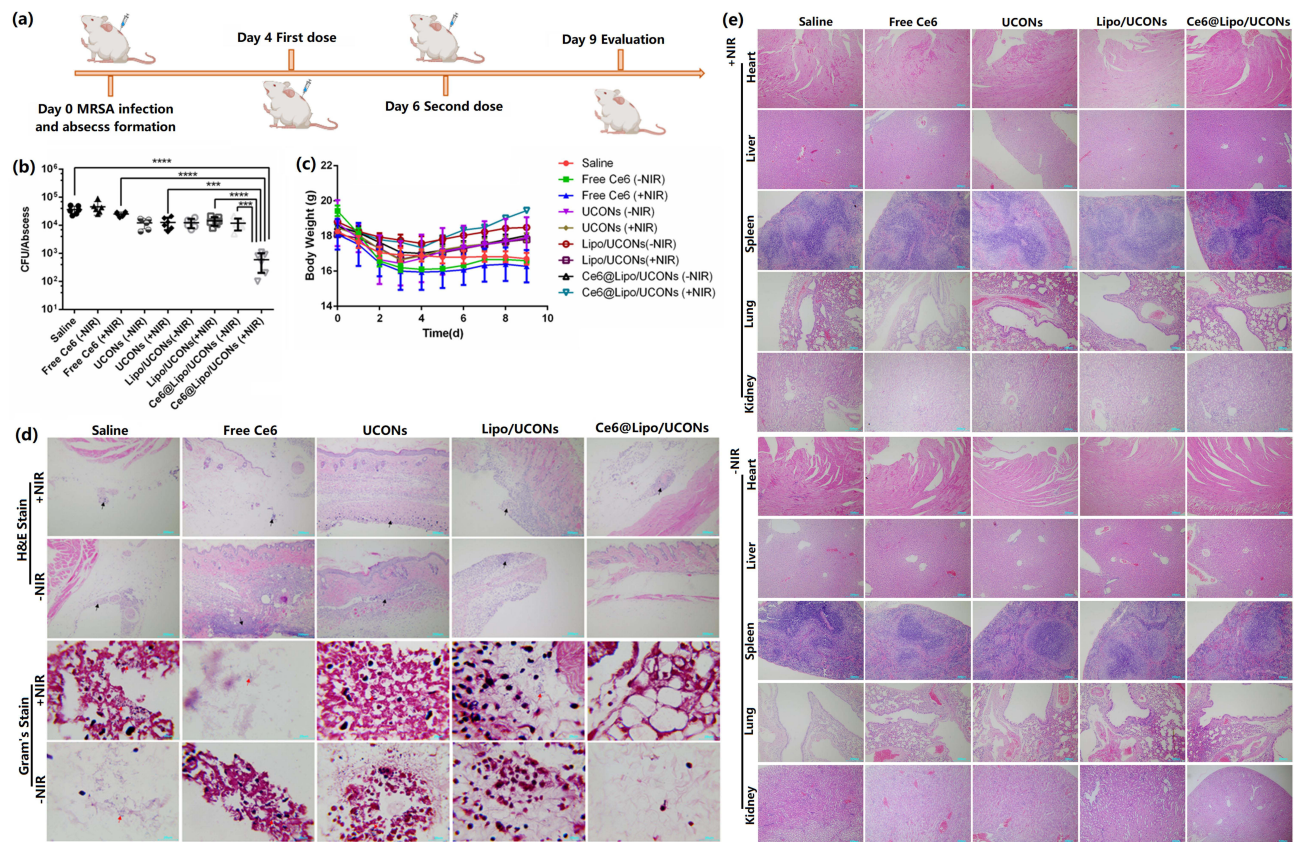 (a)
Day 4 First dose
Day 9 Evaluation
Day 0 MRSA infection
and absecss formation
Day 6 Second dose
(b)
****
****
***
****
***
10⁶
10⁵
10⁴
10³
10²
10¹
CFU/Abscess
Saline
Free Ce6 (-NIR)
Free Ce6 (+NIR)
UCONs (-NIR)
UCONs (+NIR)
Lipo/UCONs(-NIR)
Lipo/UCONs(+NIR)
Ce6@Lipo/UCONs (-NIR)
Ce6@Lipo/UCONs (+NIR)
(c)
22
20
18
16
14
Body Weight (g)
0 2 4 6 8 10
Time(d)
Saline
Free Ce6 (-NIR)
Free Ce6 (+NIR)
UCONs (-NIR)
UCONs (+NIR)
Lipo/UCONs(-NIR)
Lipo/UCONs(+NIR)
Ce6@Lipo/UCONs (-NIR)
Ce6@Lipo/UCONs (+NIR)
(d)
Saline Free Ce6 UCONs Lipo/UCONs Ce6@Lipo/UCONs
H&E Stain
+NIR
-NIR
Gram's Stain
+NIR
-NIR
(e)
Saline Free Ce6 UCONs Lipo/UCONs Ce6@Lipo/UCONs
+NIR
Heart
Liver
Spleen
Lung
Kidney
-NIR
Heart
Liver
Spleen
Lung
Kidney